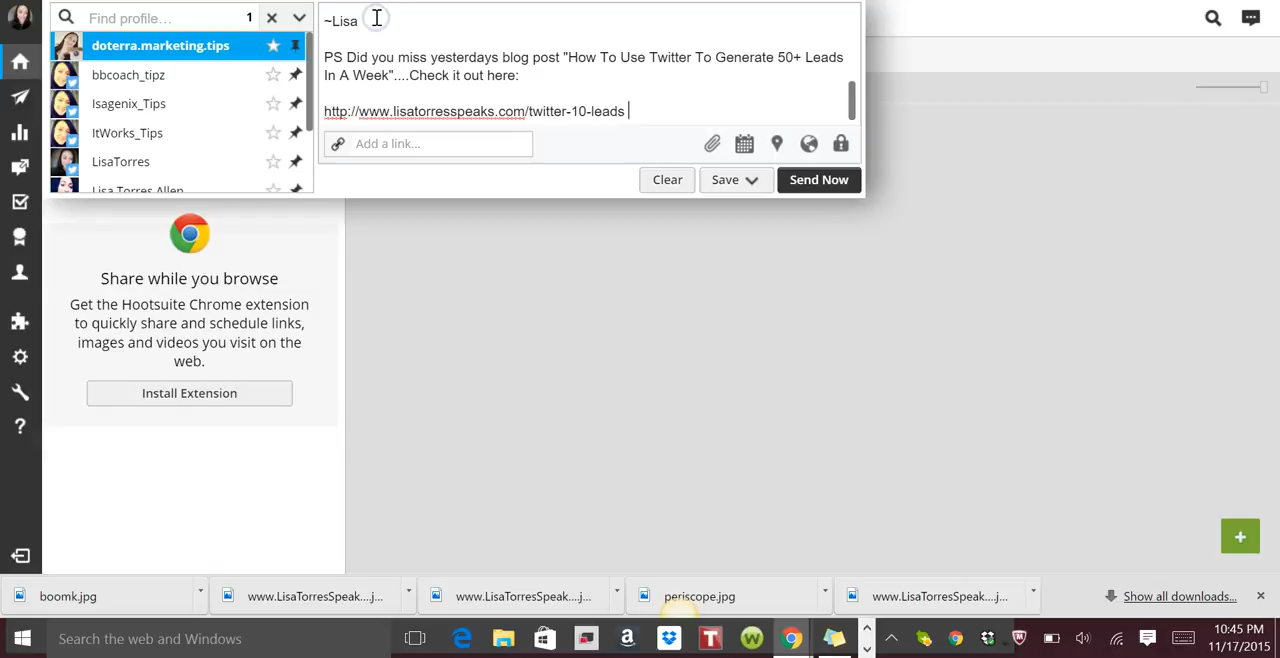 Find profile…
1
doterra.marketing.tips
bbcoach_tipz
Isagenix_Tips
ItWorks_Tips
LisaTorres
Lisa Torres Allen
~Lisa
PS Did you miss yesterdays blog post "How To Use Twitter To Generate 50+ Leads
In A Week"....Check it out here:
http://www.lisatorresspeaks.com/twitter-10-leads
Add a link...
Clear
Save
Send Now
Share while you browse
Get the Hootsuite Chrome extension
to quickly share and schedule links,
images and videos you visit on the
web.
Install Extension
boomk.jpg
www.LisaTorresSpeak....j...
www.LisaTorresSpeak....j...
periscope.jpg
www.LisaTorresSpeak....j...
Show all downloads...
Search the web and Windows
10:45 PM
11/17/2015